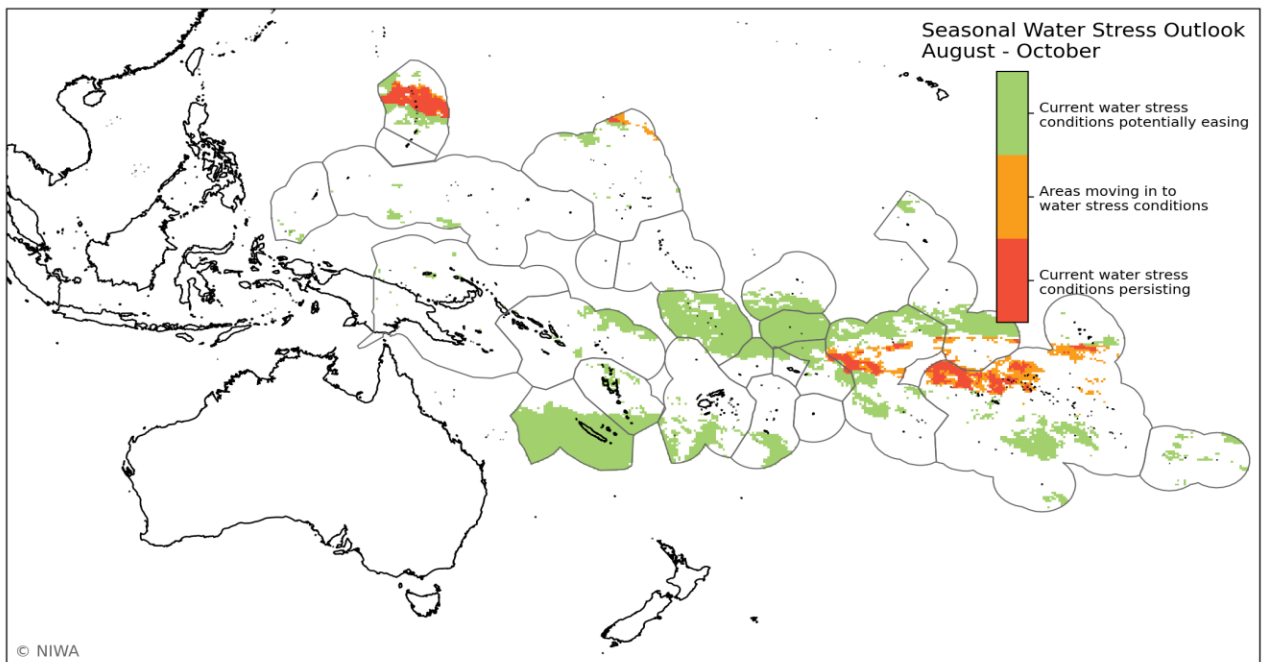 Seasonal Water Stress Outlook
August - October
Current water stress
conditions potentially easing
Areas moving in to
water stress conditions
Current water stress
conditions persisting
© NIWA